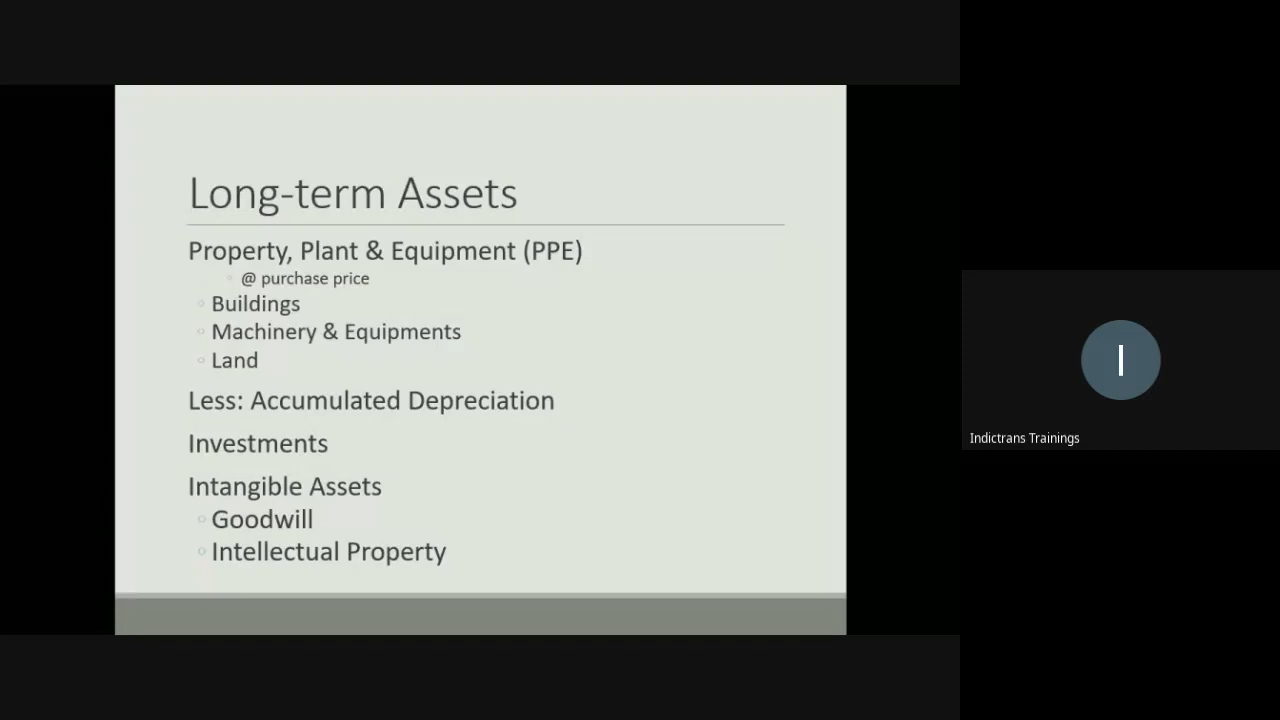 Long-term Assets
Property, Plant & Equipment (PPE)
@ purchase price
Buildings
Machinery & Equipments
Land
Less: Accumulated Depreciation
Investments
Intangible Assets
Goodwill
Intellectual Property
I
Indictrans Trainings